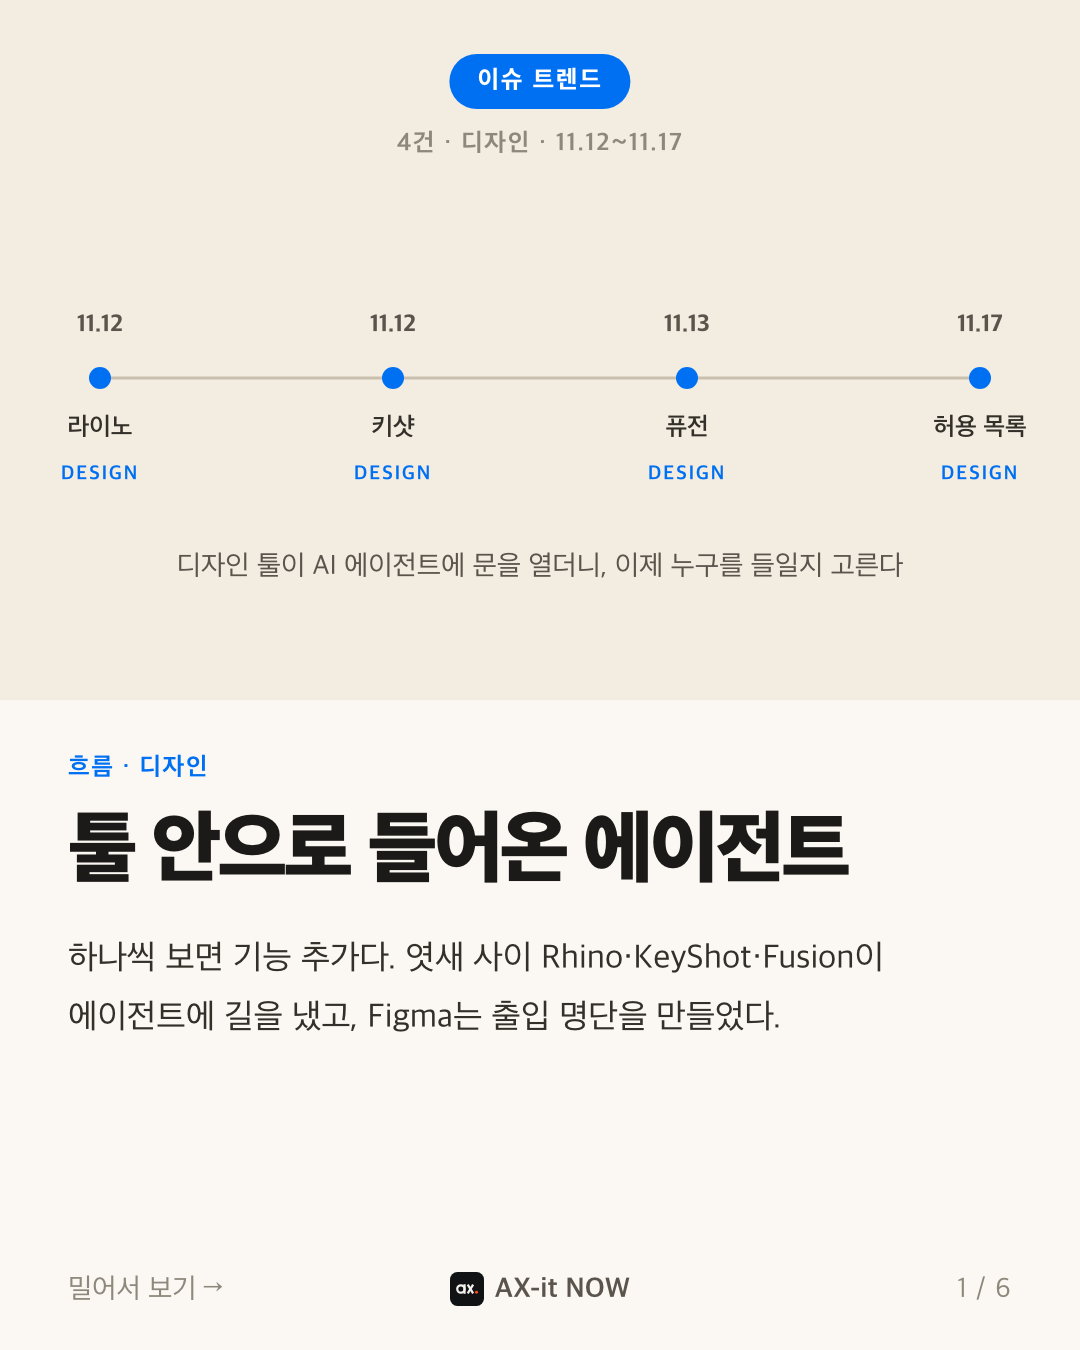 이슈 트렌드
4건 · 디자인 · 11.12~11.17
11.12 11.12 11.13 11.17
라이노 키샷 퓨전 허용 목록
DESIGN DESIGN DESIGN DESIGN
디자인 툴이 AI 에이전트에 문을 열더니, 이제 누구를 들일지 고른다
흐름 · 디자인
툴 안으로 들어온 에이전트
하나씩 보면 기능 추가다. 엿새 사이 Rhino·KeyShot·Fusion이
에이전트에 길을 냈고, Figma는 출입 명단을 만들었다.
밀어서 보기 →
ax. AX-it NOW
1 / 6